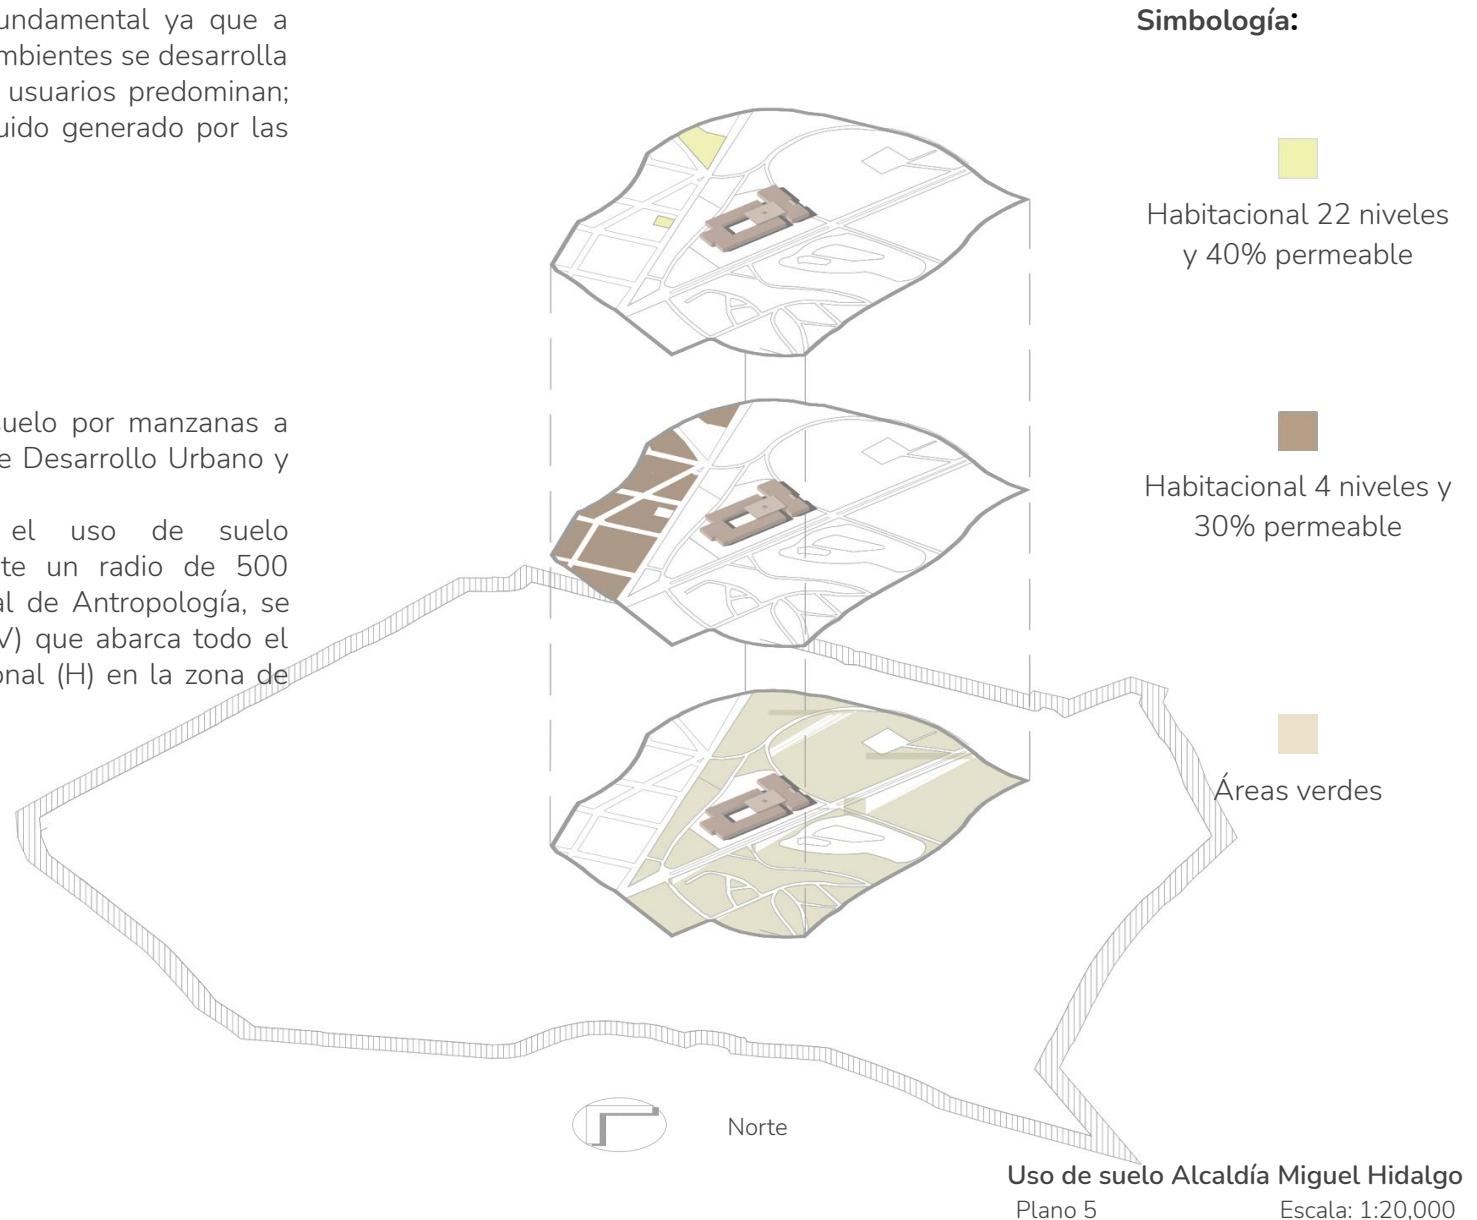 undamental ya que a
mbientes se desarrolla
usuarios predominan;
uido generado por las
suelo por manzanas a
e Desarrollo Urbano y
el uso de suelo
te un radio de 500
al de Antropología, se
V) que abarca todo el
onal (H) en la zona de
Simbología:
Habitacional 22 niveles
y 40% permeable
Habitacional 4 niveles y
30% permeable
Áreas verdes
Norte
Uso de suelo Alcaldía Miguel Hidalgo
Plano 5 Escala: 1:20,000